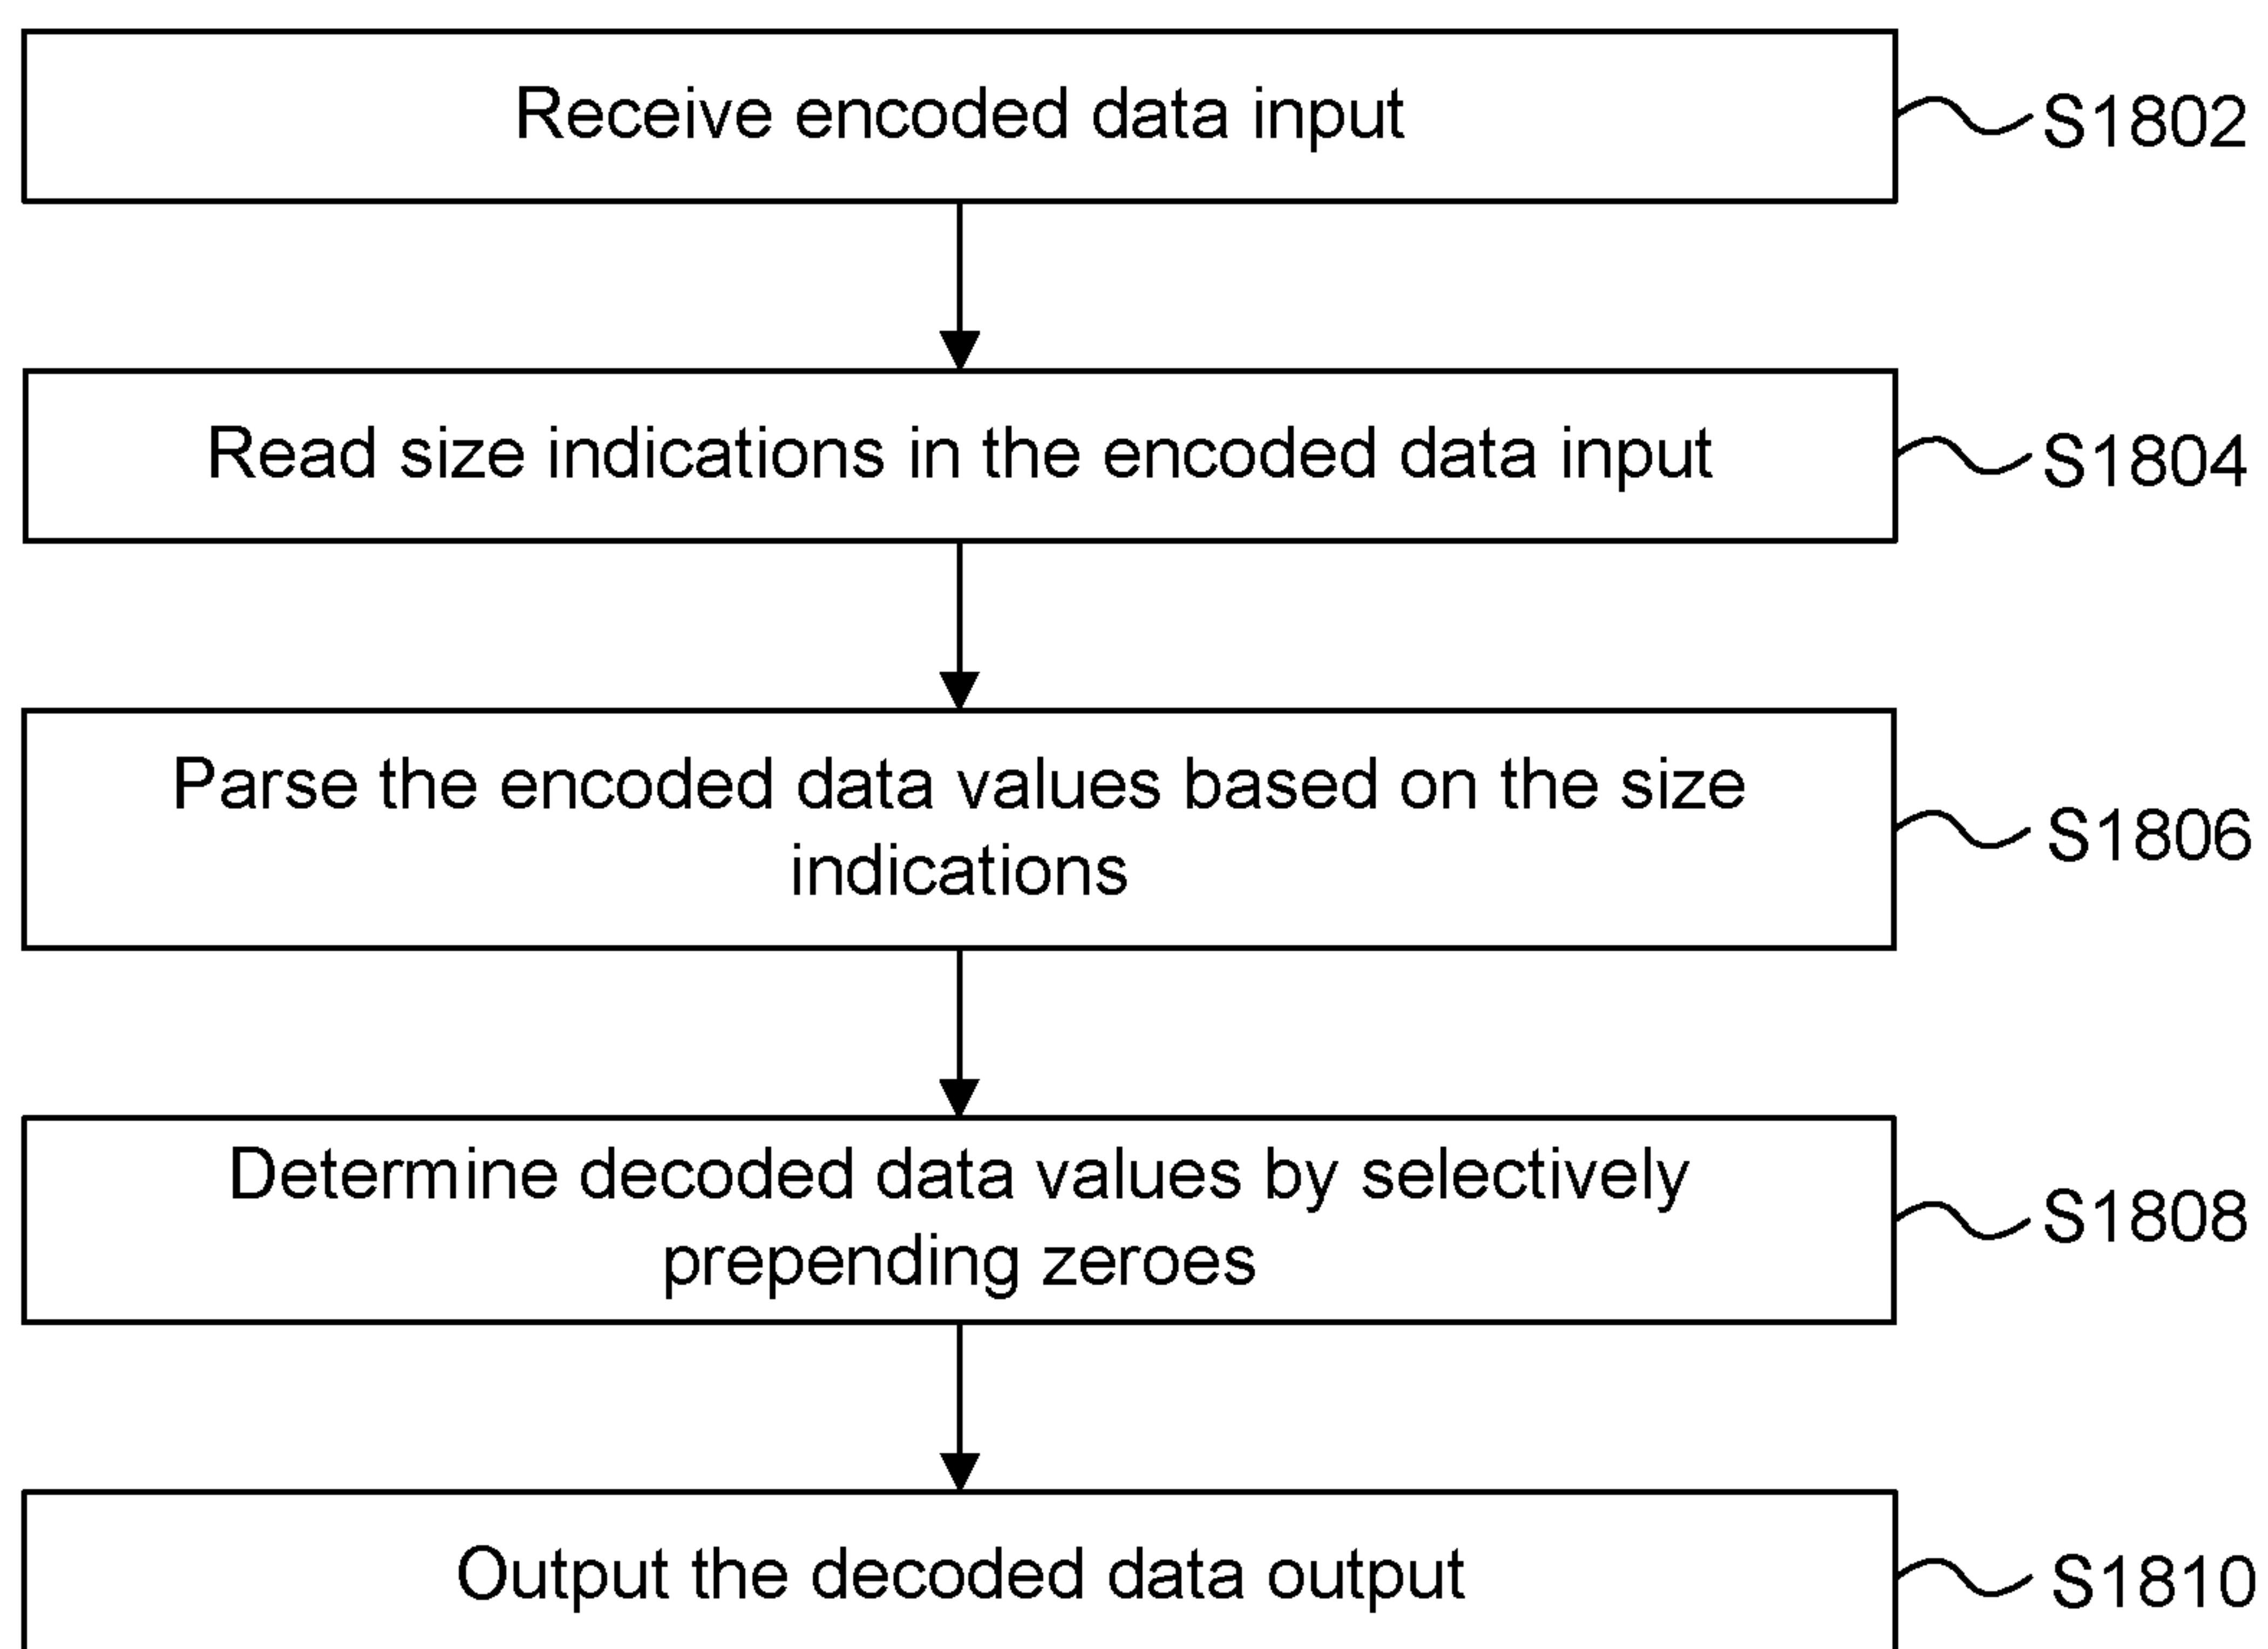 Receive encoded data input
S1802
Read size indications in the encoded data input
S1804
Parse the encoded data values based on the size
indications
S1806
Determine decoded data values by selectively
prepending zeroes
S1808
Output the decoded data output
S1810